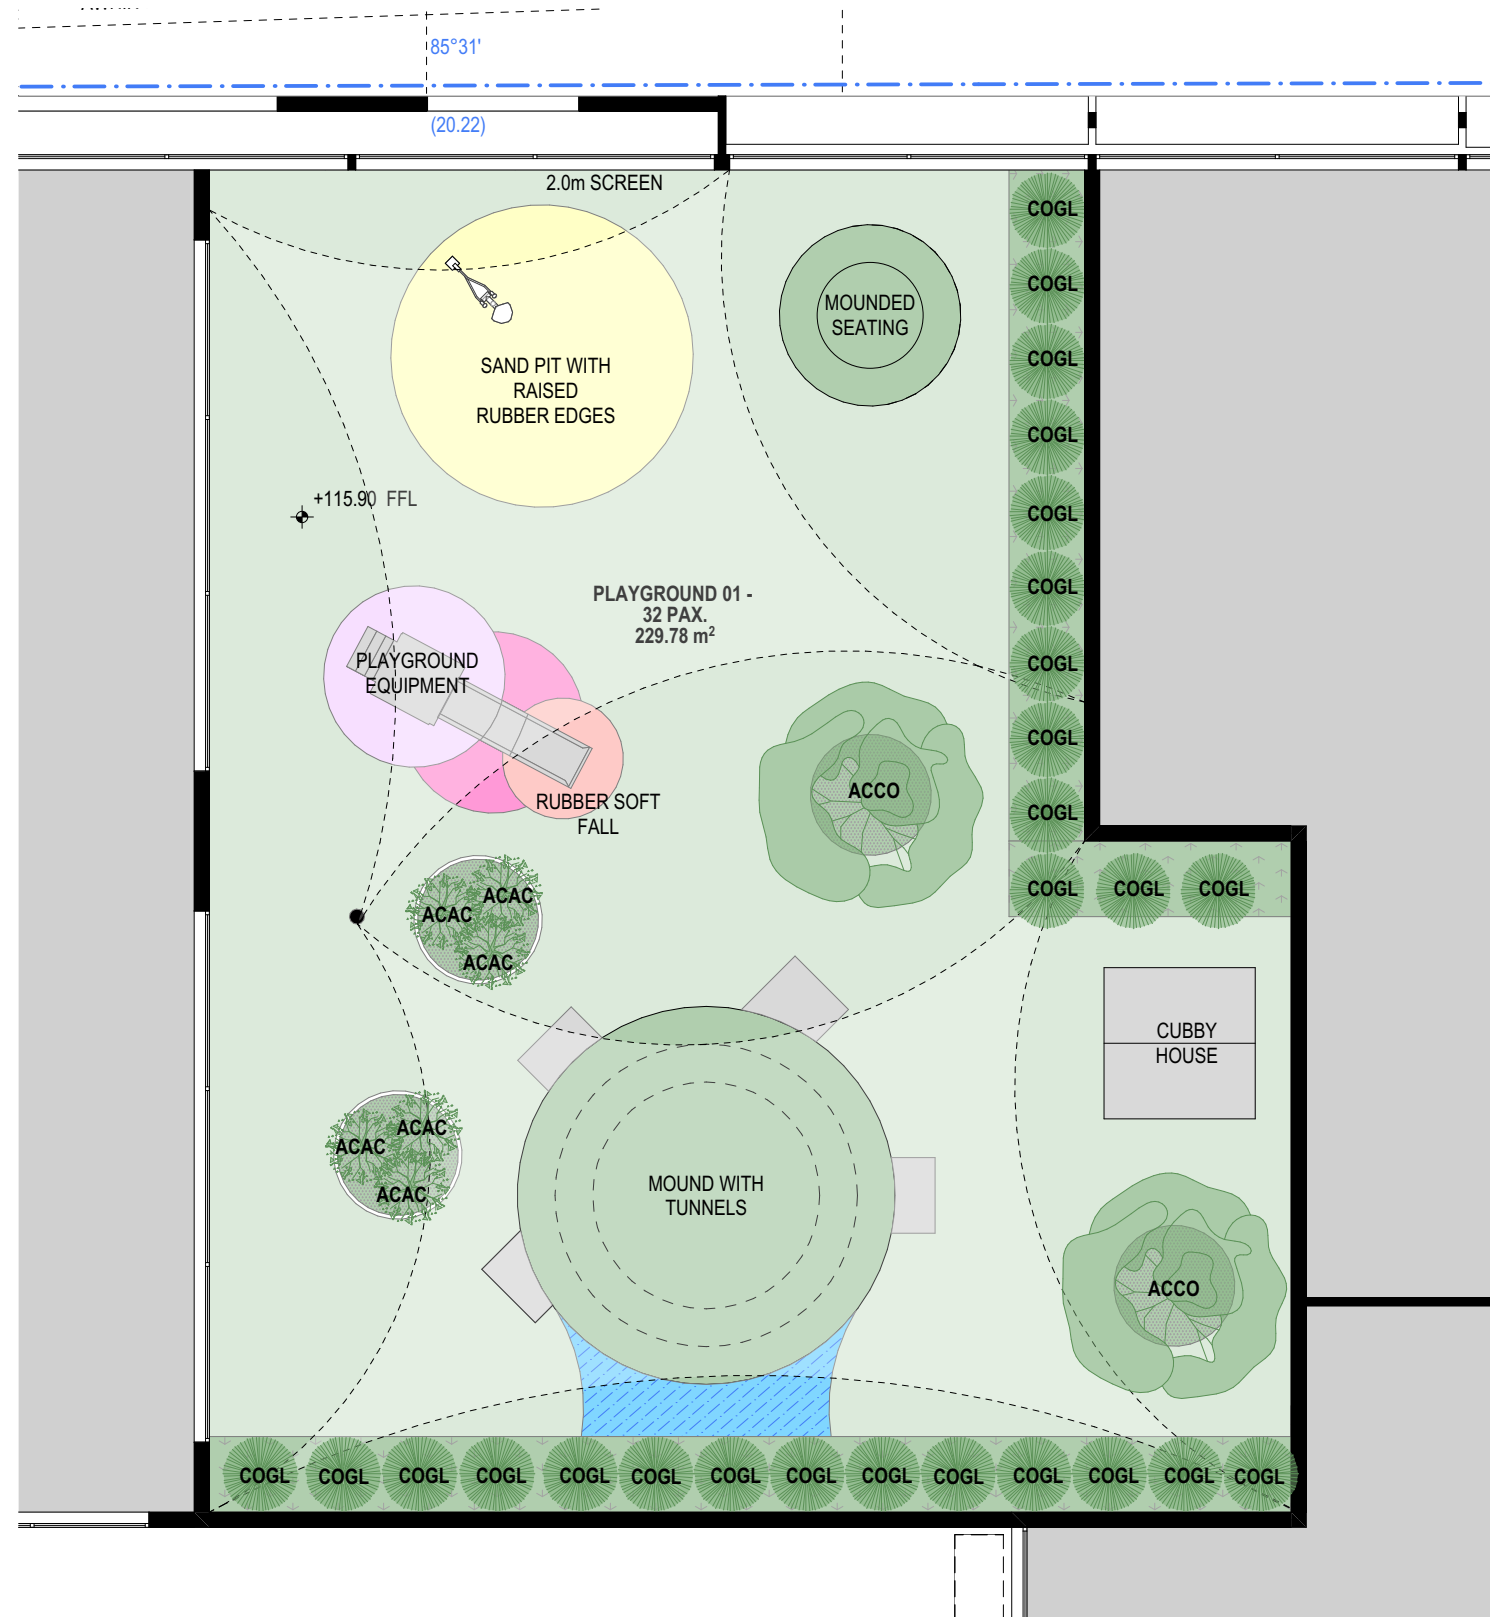 85°31'
(20.22)
2.0m SCREEN
COGL
COGL
MOUNDED
SEATING
COGL
SAND PIT WITH
RAISED
RUBBER EDGES
COGL
+115.90 FFL
COGL
COGL
PLAYGROUND 01 -
32 PAX.
229.78 m²
COGL
PLAYGROUND
EQUIPMENT
COGL
RUBBER SOFT
FALL
ACCO
COGL
COGL
COGL
COGL
ACAC
ACAC
ACAC
CUBBY
HOUSE
ACAC
ACAC
ACAC
MOUND WITH
TUNNELS
ACCO
COGL
COGL
COGL
COGL
COGL
COGL
COGL
COGL
COGL
COGL
COGL
COGL
COGL
COGL